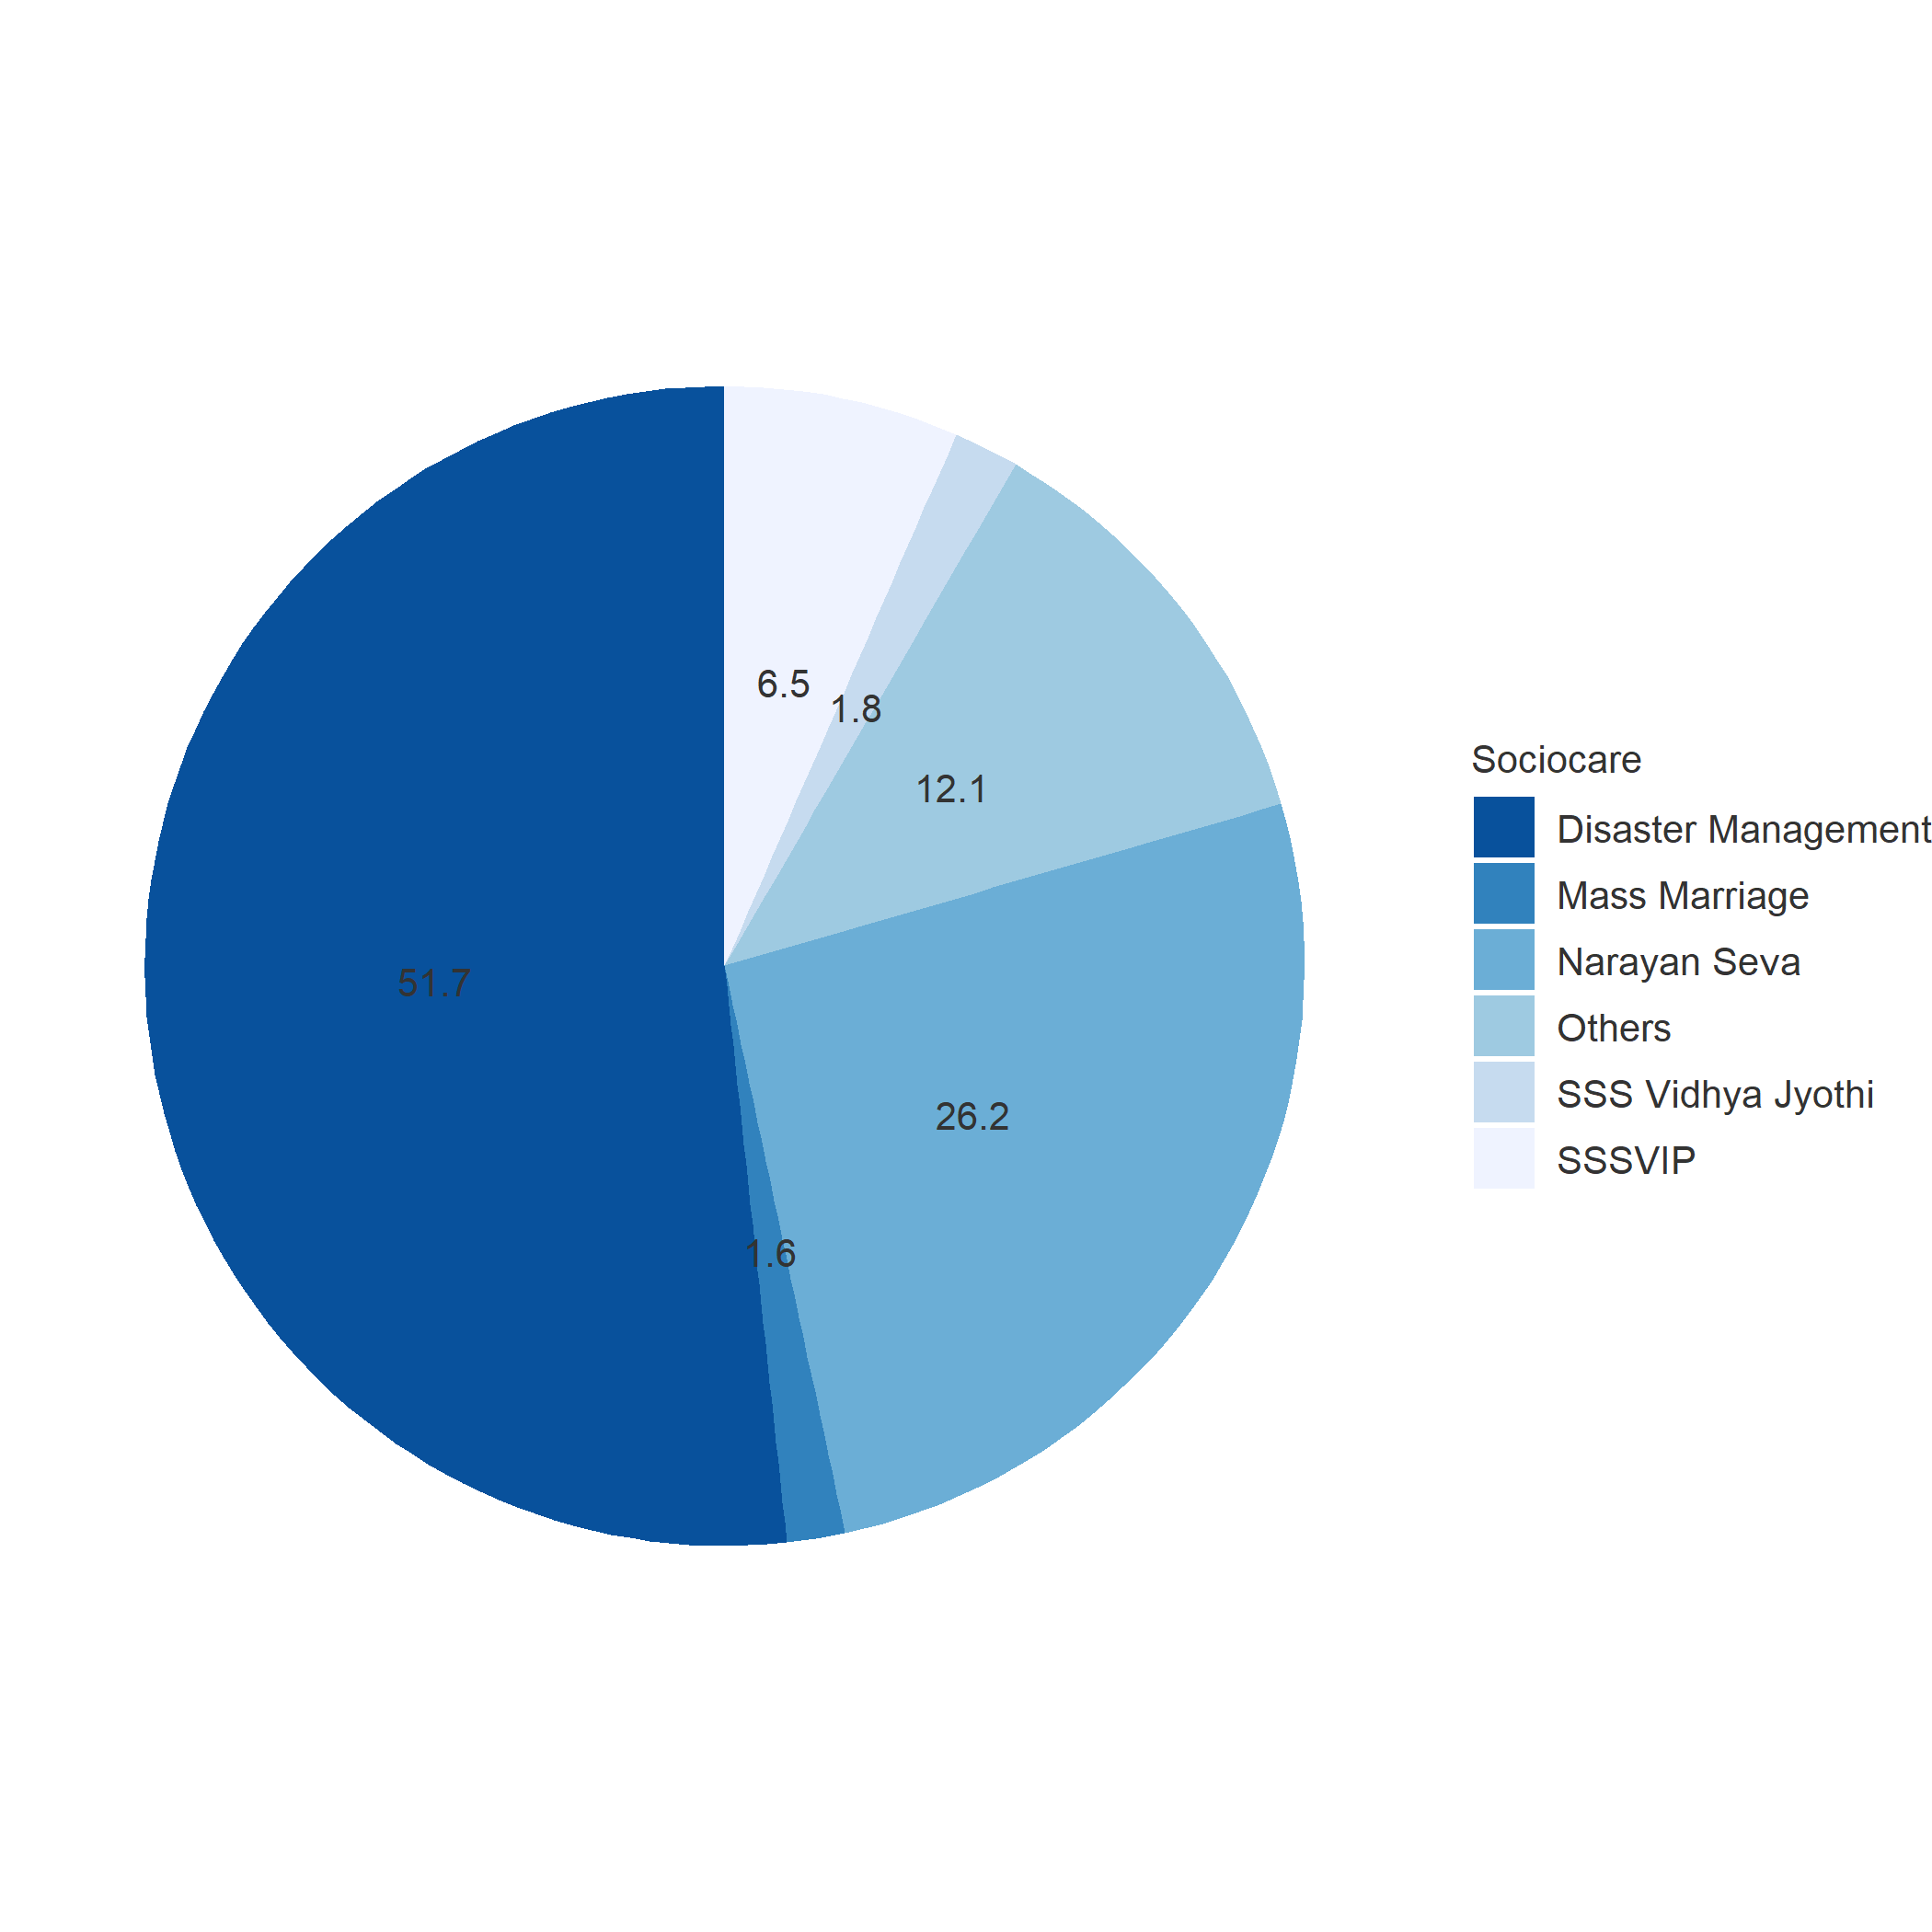 6.5
1.8
12.1
51.7
26.2
1.6
Sociocare
Disaster Management
Mass Marriage
Narayan Seva
Others
SSS Vidhya Jyothi
SSSVIP